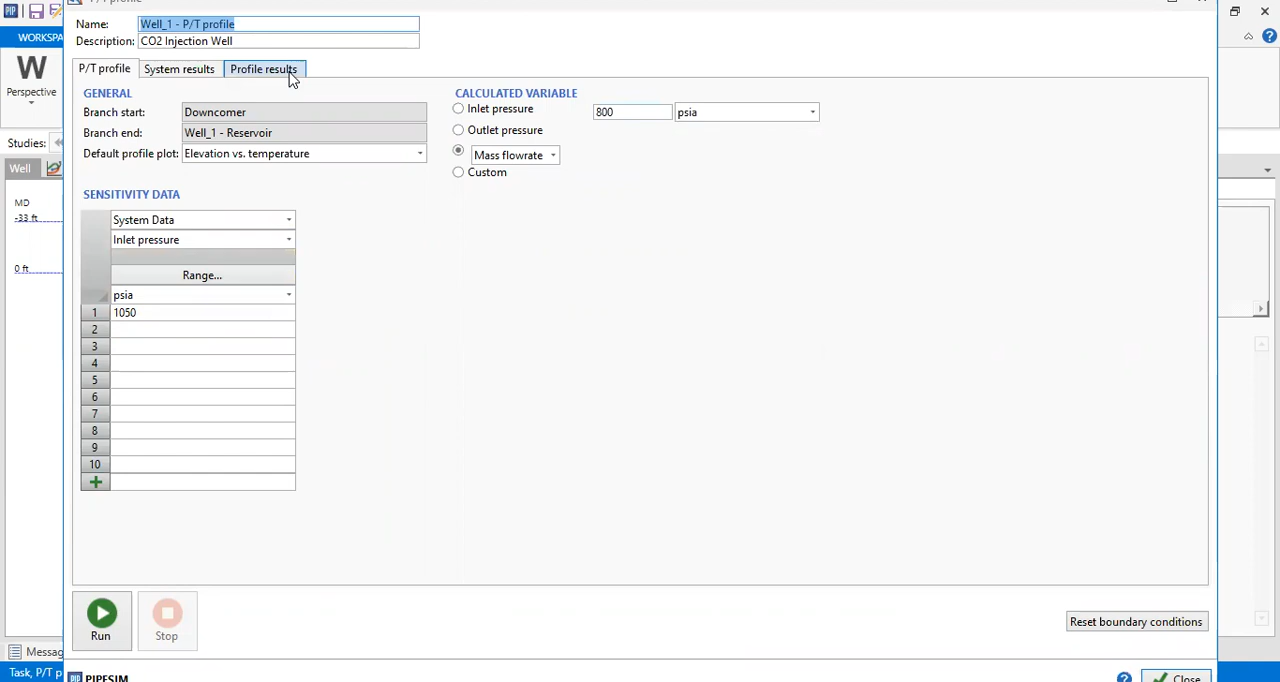 PIP
P/T profile
Name: Well_1 - P/T profile
Description: CO2 Injection Well
WORKSPA
W
Perspective
Studies:
Well
MD
-33 ft
0 ft
P/T profile System results Profile results
GENERAL
Branch start: Downcomer
Branch end: Well_1 - Reservoir
Default profile plot: Elevation vs. temperature
CALCULATED VARIABLE
Inlet pressure 800 psia
Outlet pressure
Mass flowrate
Custom
SENSITIVITY DATA
System Data
Inlet pressure
Range...
psia
1 1050
2
3
4
5
6
7
8
9
10
Run
Stop
Reset boundary conditions
Messag
Task, P/T p
PIP PIPESIM
Close